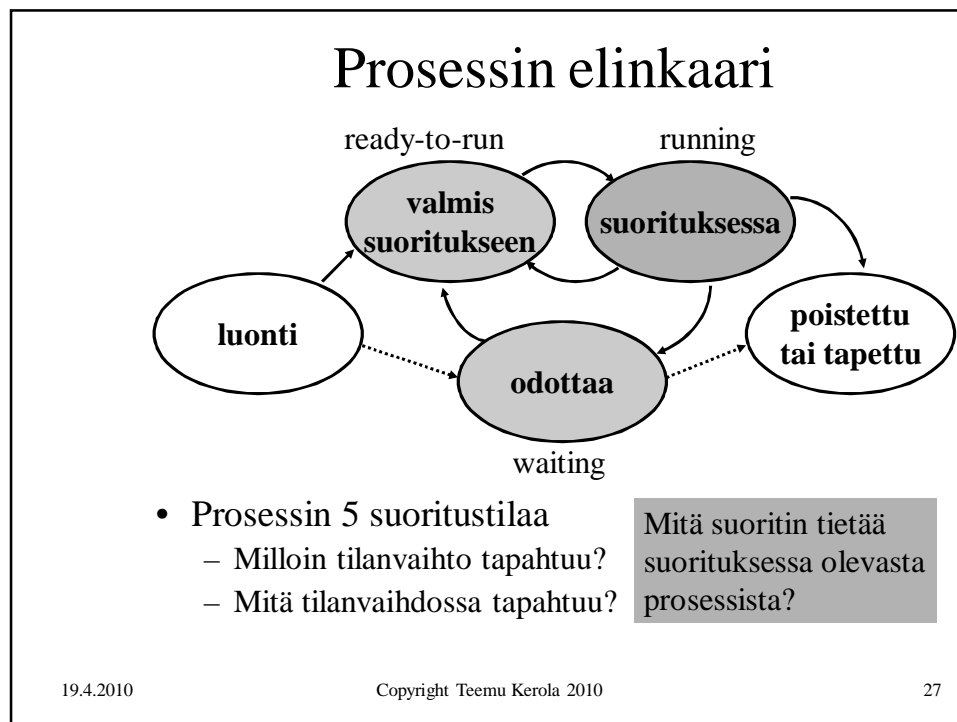 Prosessin elinkaari
ready-to-run
running
valmis
suoritukseen
suorituksessa
luonti
poistettu
tai tapettu
odottaa
waiting
• Prosessin 5 suoritustilaa
– Milloin tilanvaihto tapahtuu?
– Mitä tilanvaihdossa tapahtuu?
Mitä suoritin tietää
suorituksessa olevasta
prosessista?
19.4.2010
Copyright Teemu Kerola 2010
27